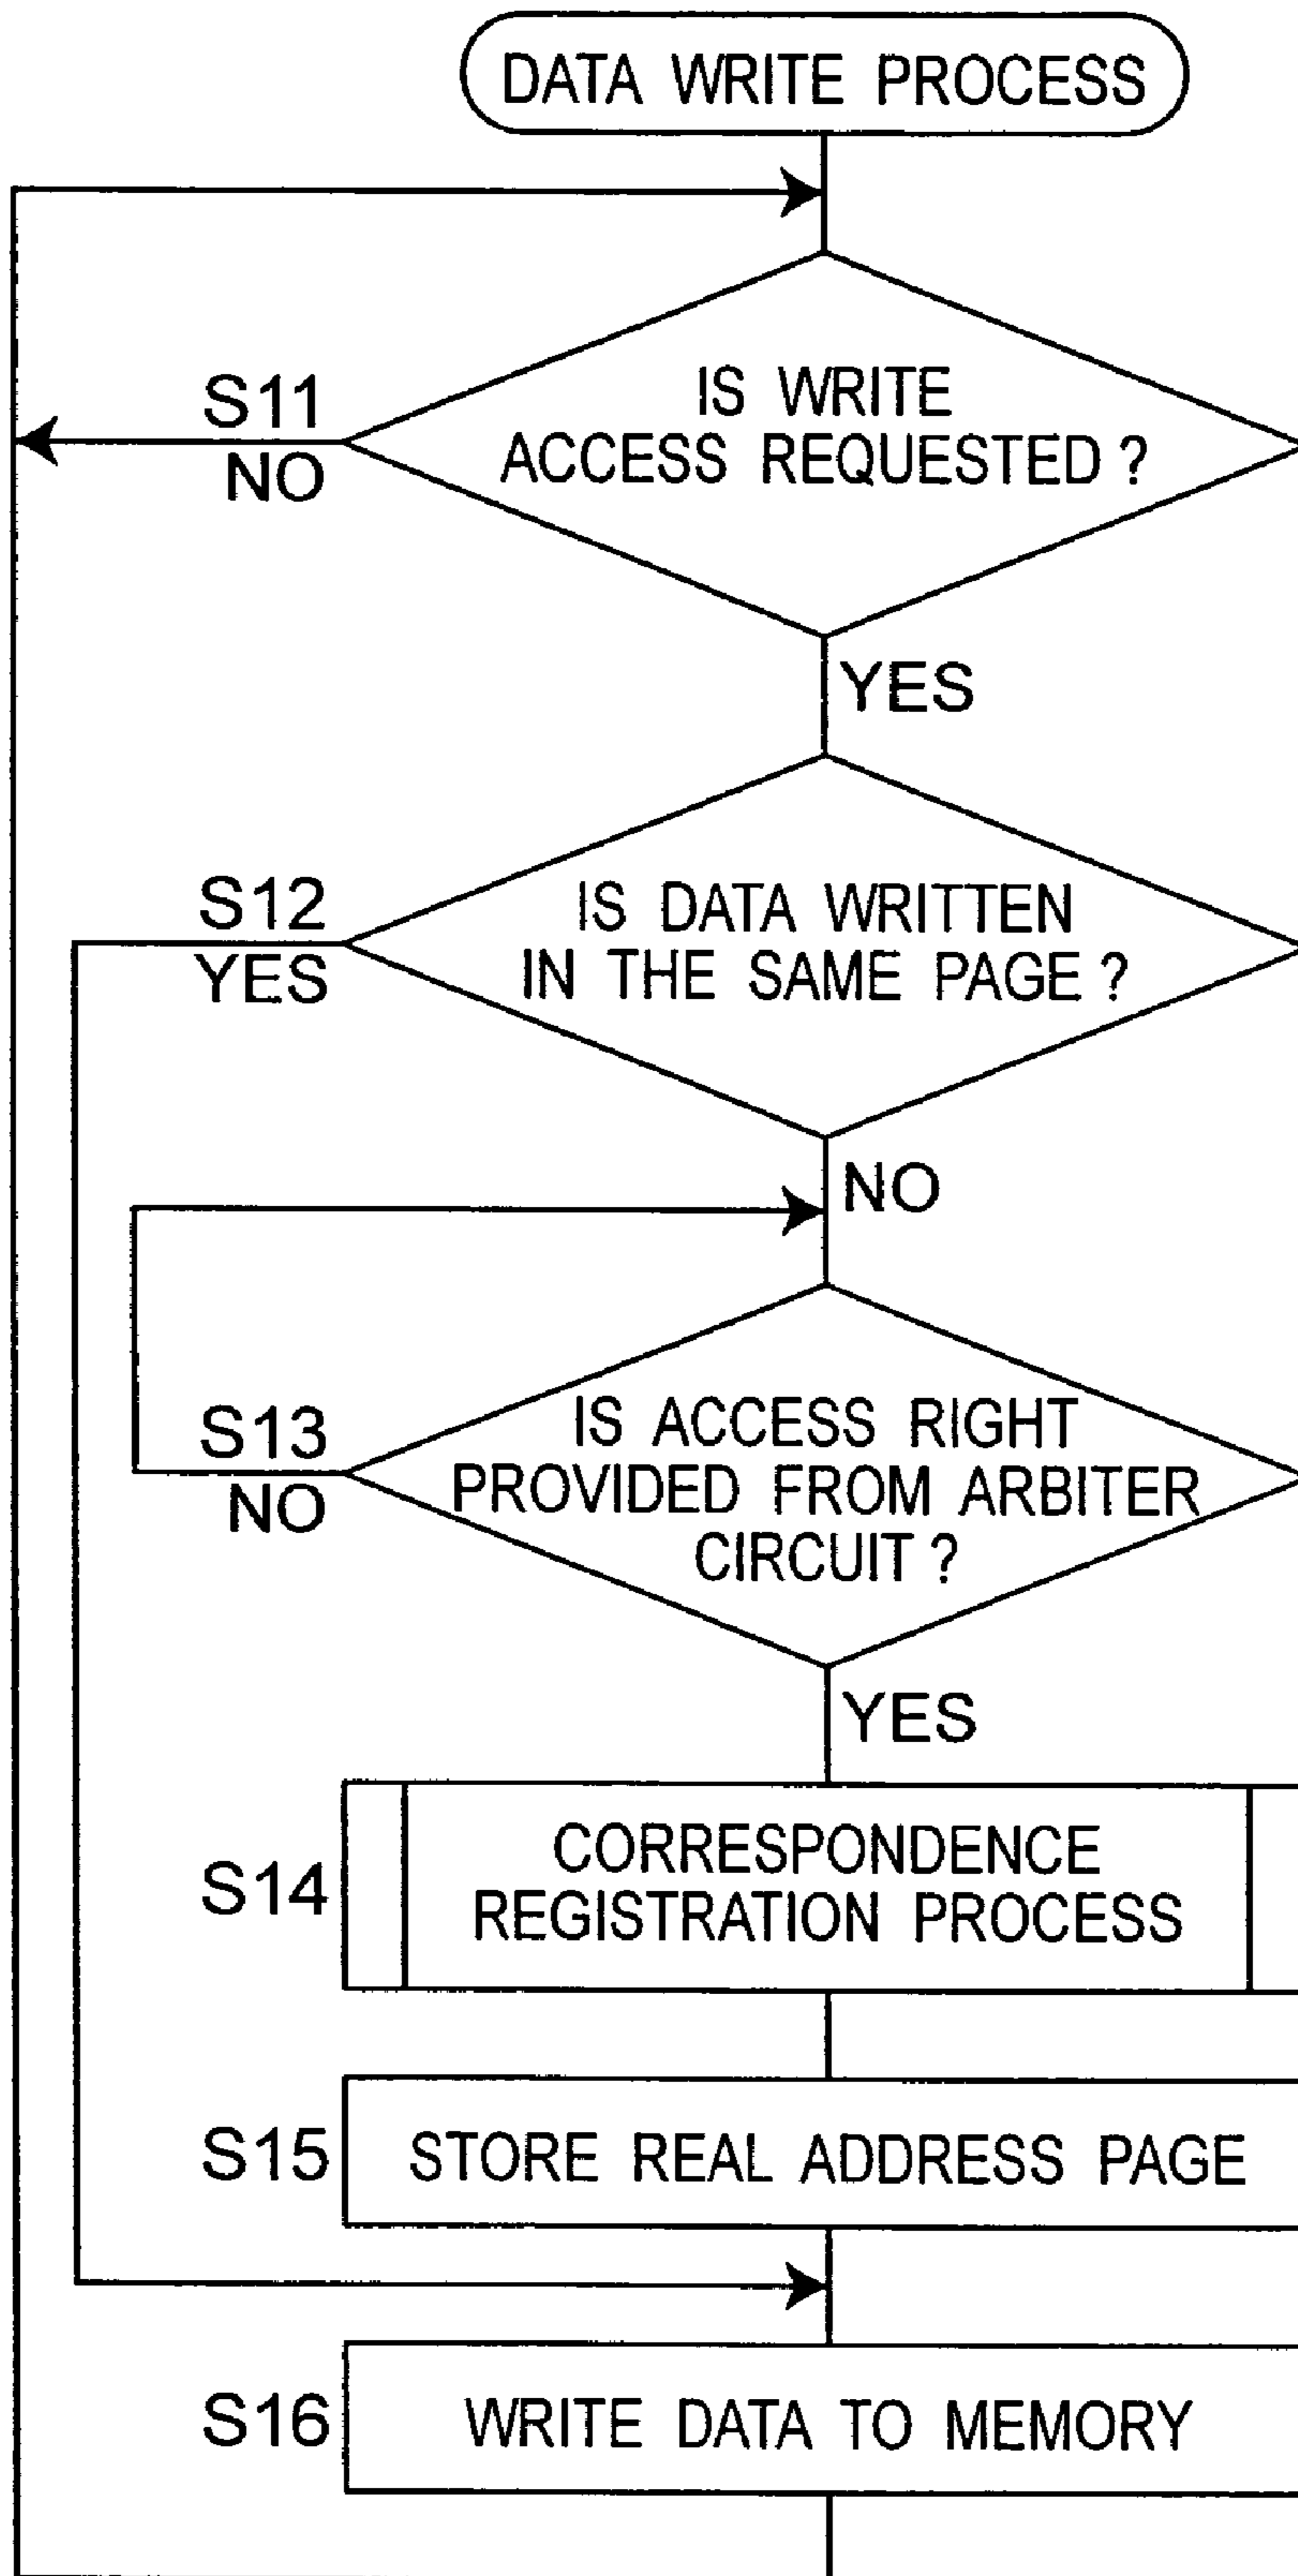 DATA WRITE PROCESS
S11
NO
IS WRITE
ACCESS REQUESTED ?
YES
S12
YES
IS DATA WRITTEN
IN THE SAME PAGE ?
NO
S13
NO
IS ACCESS RIGHT
PROVIDED FROM ARBITER
CIRCUIT ?
YES
S14
CORRESPONDENCE
REGISTRATION PROCESS
S15
STORE REAL ADDRESS PAGE
S16
WRITE DATA TO MEMORY